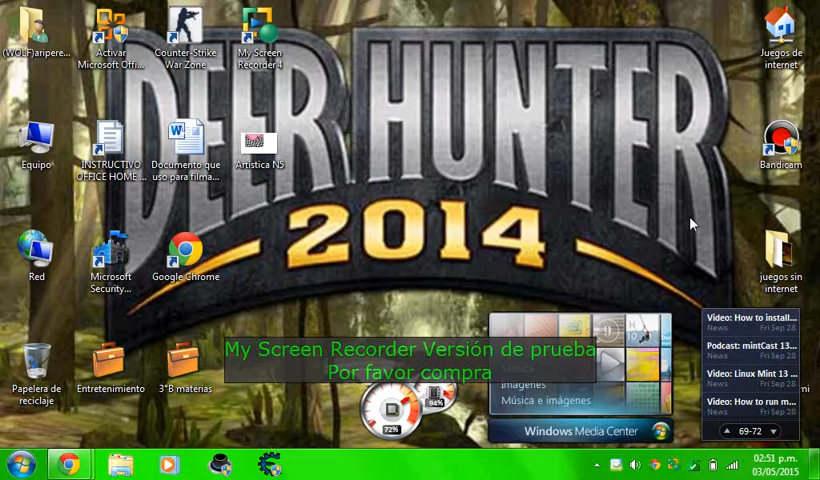 (WOLF)aripere...
Activar
Microsoft Offi...
Counter-Strike
War Zone
My Screen
Recorder 4
Juegos de
internet
DEER HUNTER
2014
Equipo
INSTRUCTIVO
OFFICE HOME ...
Documento que
uso para filma...
Artistica N5
Bandicam
Red
Microsoft
Security...
Google Chrome
juegos sin
internet
Papelera de
reciclaje
Entretenimiento
3°B materias
My Screen Recorder Versión de prueba
Por favor compra
72%
94%
Música
Imágenes
Música e imágenes
Windows Media Center
9
Video: How to install...
News
Fri Sep 28
Podcast: mintCast 13...
News
Fri Sep 28
Video: Linux Mint 13 ...
News
Fri Sep 28
Video: How to run m...
News
Fri Sep 28
69-72
02:51 p.m.
03/05/2015